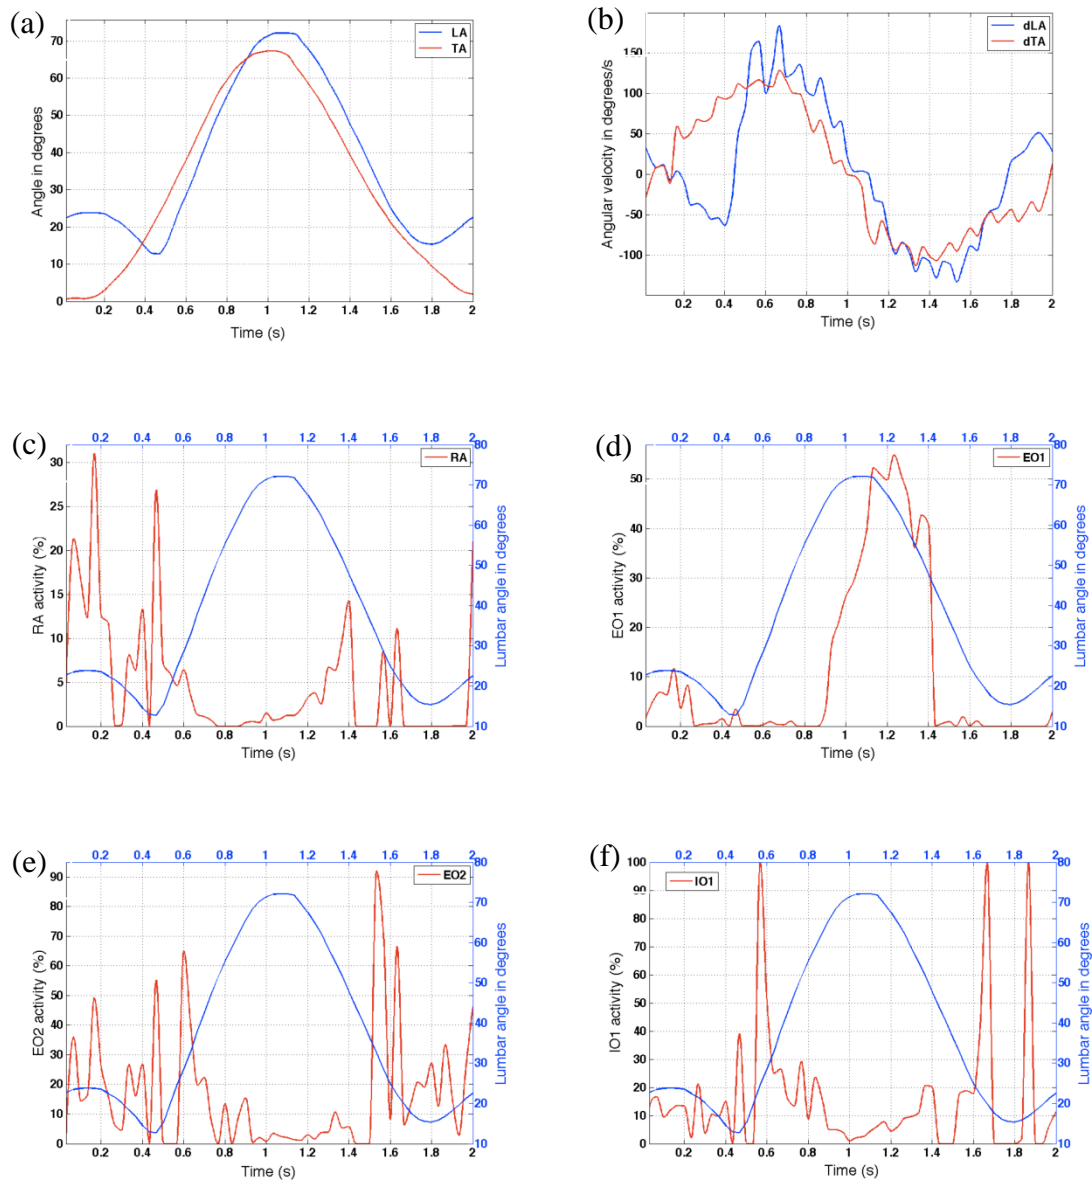 (a)
LA
TA
70
60
50
40
30
20
10
0
Angle in degrees
0.2 0.4 0.6 0.8 1 1.2 1.4 1.6 1.8 2
Time (s)
(b)
dLA
dTA
150
100
50
0
-50
-100
Angular velocity in degrees/s
0.2 0.4 0.6 0.8 1 1.2 1.4 1.6 1.8 2
Time (s)
(c)
0.2 0.4 0.6 0.8 1 1.2 1.4 1.6 1.8 2
RA
30
25
20
15
10
5
0
RA activity (%)
80
70
60
50
40
30
20
10
Lumbar angle in degrees
0.2 0.4 0.6 0.8 1 1.2 1.4 1.6 1.8 2
Time (s)
(d)
0.2 0.4 0.6 0.8 1 1.2 1.4 1.6 1.8 2
EO1
50
40
30
20
10
0
EO1 activity (%)
80
70
60
50
40
30
20
10
Lumbar angle in degrees
0.2 0.4 0.6 0.8 1 1.2 1.4 1.6 1.8 2
Time (s)
(e)
0.2 0.4 0.6 0.8 1 1.2 1.4 1.6 1.8 2
EO2
90
80
70
60
50
40
30
20
10
0
EO2 activity (%)
80
70
60
50
40
30
20
10
Lumbar angle in degrees
0.2 0.4 0.6 0.8 1 1.2 1.4 1.6 1.8 2
Time (s)
(f)
0.2 0.4 0.6 0.8 1 1.2 1.4 1.6 1.8 2
IO1
100
90
80
70
60
50
40
30
20
10
0
IO1 activity (%)
80
70
60
50
40
30
20
10
Lumbar angle in degrees
0.2 0.4 0.6 0.8 1 1.2 1.4 1.6 1.8 2
Time (s)